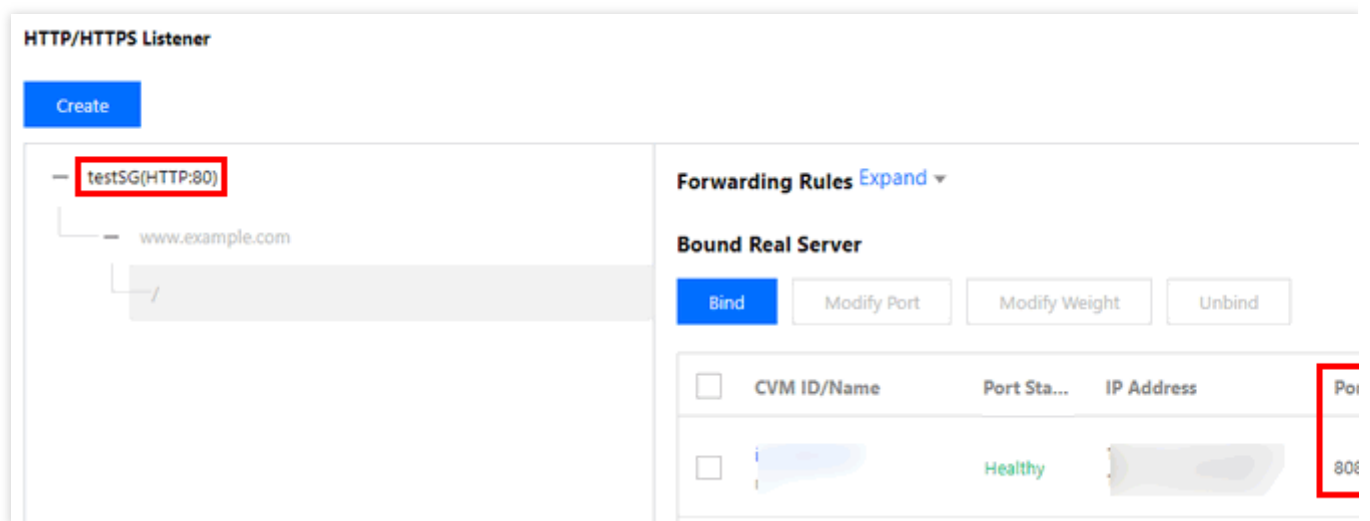 HTTP/HTTPS Listener
Create
testSG(HTTP:80)
www.example.com
/
Forwarding Rules Expand
Bound Real Server
Bind Modify Port Modify Weight Unbind
CVM ID/Name Port Sta... IP Address
Healthy